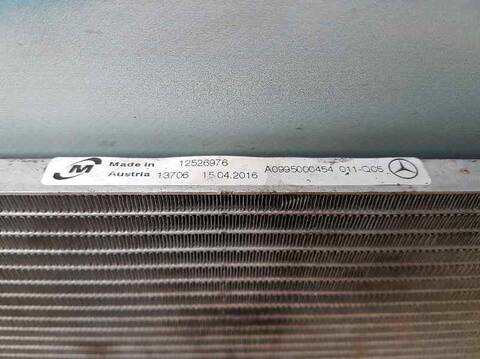 M Made in 12526976
Austria 13706 15.04.2016 A0995000454 011-Q05